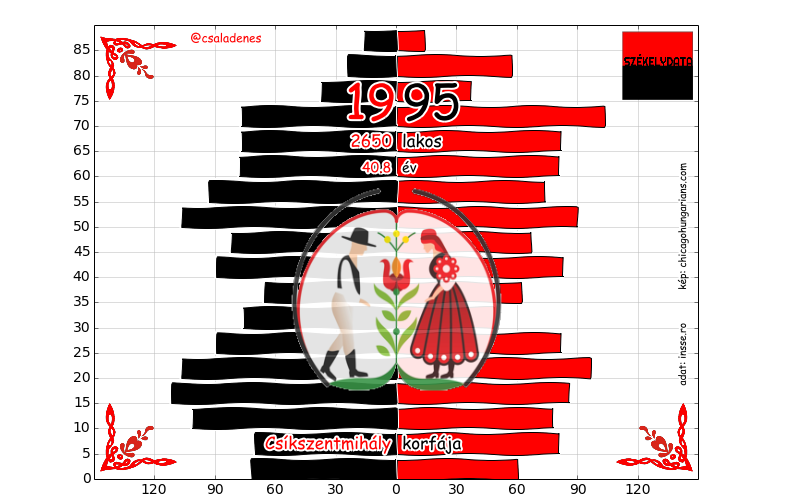 @csaladenes
SZÉKELYDATA
1995
2650 lakos
40.8 év
kép: chicagohungarians.com
adat: insse.ro
Csíkszentmihály korfája
85
80
75
70
65
60
55
50
45
40
35
30
25
20
15
10
5
0
120 90 60 30 0 30 60 90 120